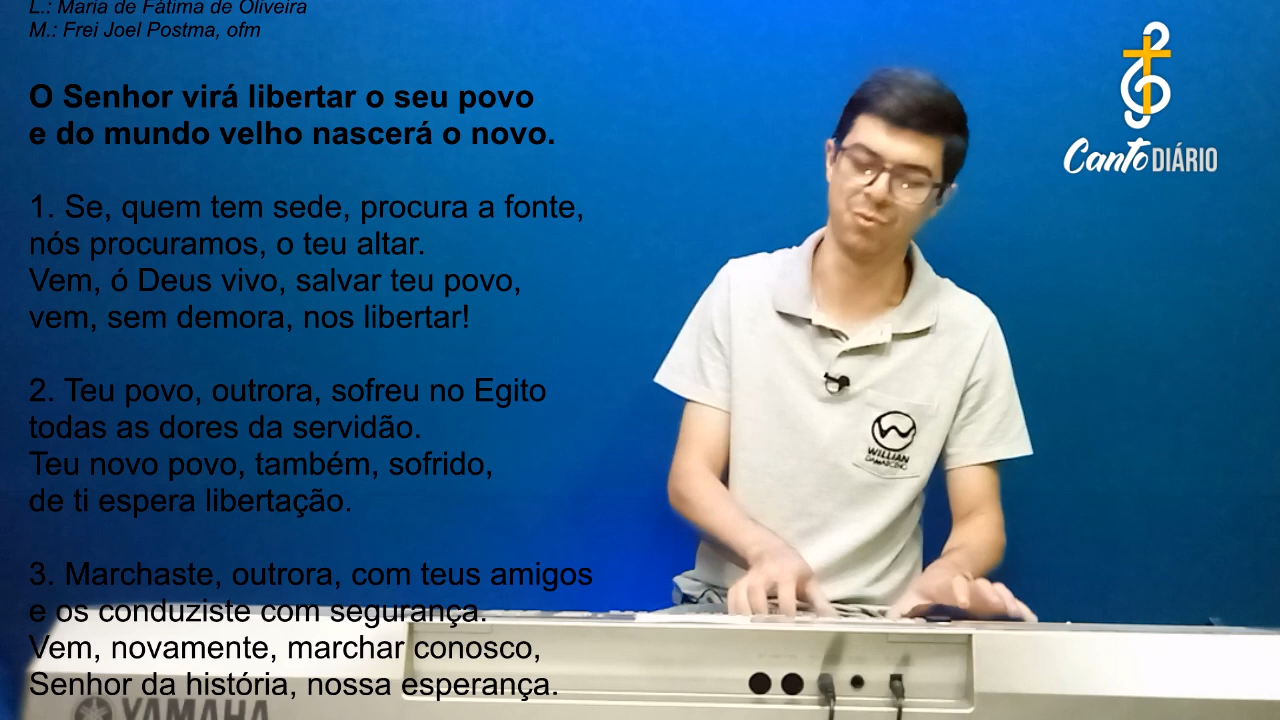 L.: Maria de Fátima de Oliveira
M.: Frei Joel Postma, ofm
O Senhor virá libertar o seu povo
e do mundo velho nascerá o novo.
1. Se, quem tem sede, procura a fonte,
nós procuramos, o teu altar.
Vem, ó Deus vivo, salvar teu povo,
vem, sem demora, nos libertar!
2. Teu povo, outrora, sofreu no Egito
todas as dores da servidão.
Teu novo povo, também, sofrido,
de ti espera libertação.
3. Marchaste, outrora, com teus amigos
e os conduziste com segurança.
Vem, novamente, marchar conosco,
Senhor da história, nossa esperança.
Canto DIÁRIO
WILLIAN
DAMASCENO
YAMAHA